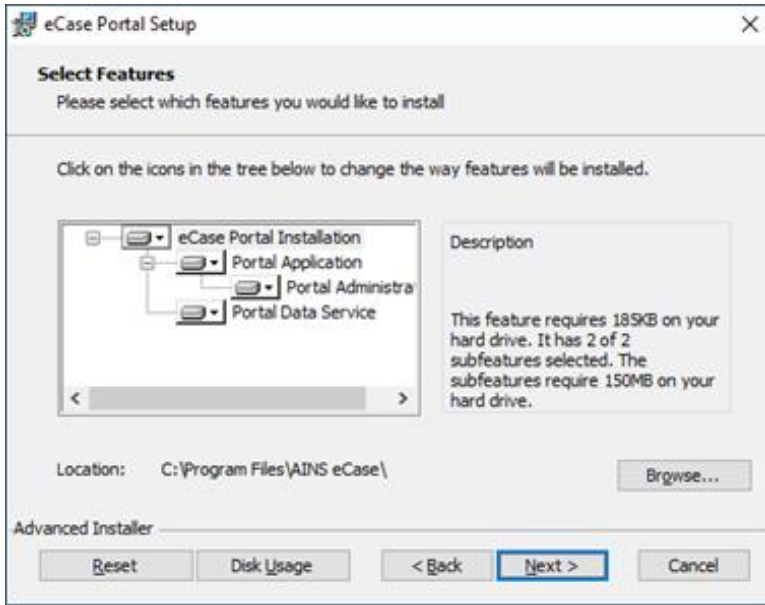 eCase Portal Setup
Select Features
Please select which features you would like to install
Click on the icons in the tree below to change the way features will be installed.
eCase Portal Installation
Portal Application
Portal Administra
Portal Data Service
Description
This feature requires 185KB on your
hard drive. It has 2 of 2
subfeatures selected. The
subfeatures require 150MB on your
hard drive.
Location: C:\Program Files\AINS eCase\
Browse...
Advanced Installer
Reset Disk Usage < Back Next > Cancel